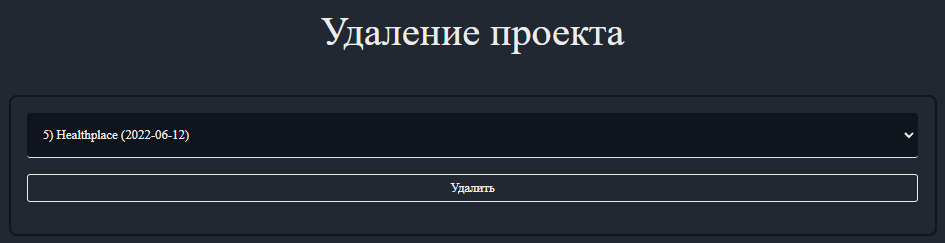 Удаление проекта
5) Healthplace (2022-06-12)
Удалить